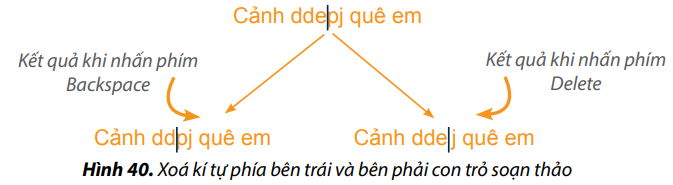 Cảnh ddepj quê em
Kết quả khi nhấn phím
Backspace
Kết quả khi nhấn phím
Delete
Cảnh ddpj quê em
Cảnh ddej quê em
Hình 40. Xoá kí tự phía bên trái và bên phải con trỏ soạn thảo